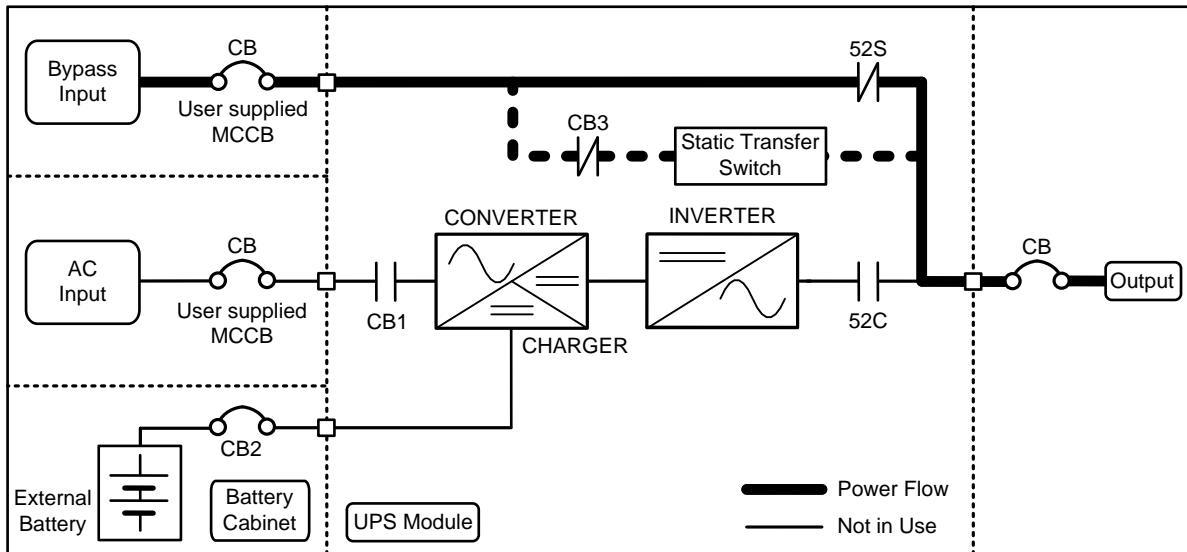 Bypass
Input
CB
User supplied
MCCB
52S
CB3
Static Transfer
Switch
AC
Input
CB
User supplied
MCCB
CB1
CONVERTER
CHARGER
INVERTER
52C
CB
Output
External
Battery
CB2
Battery
Cabinet
UPS Module
Power Flow
Not in Use